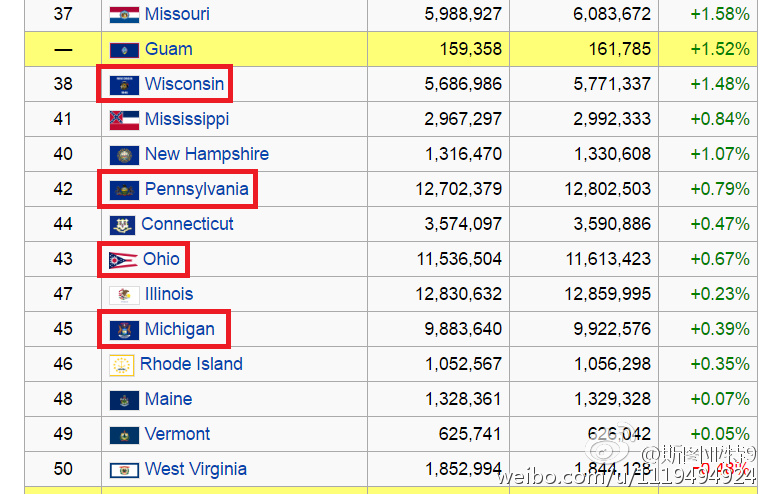 37 Missouri 5,988,927 6,083,672 +1.58%
— Guam 159,358 161,785 +1.52%
38 Wisconsin 5,686,986 5,771,337 +1.48%
41 Mississippi 2,967,297 2,992,333 +0.84%
40 New Hampshire 1,316,470 1,330,608 +1.07%
42 Pennsylvania 12,702,379 12,802,503 +0.79%
44 Connecticut 3,574,097 3,590,886 +0.47%
43 Ohio 11,536,504 11,613,423 +0.67%
47 Illinois 12,830,632 12,859,995 +0.23%
45 Michigan 9,883,640 9,922,576 +0.39%
46 Rhode Island 1,052,567 1,056,298 +0.35%
48 Maine 1,328,361 1,329,328 +0.07%
49 Vermont 625,741 626,042 +0.05%
50 West Virginia 1,852,994 1,844,128 -0.48%
weibo.com/u/1119494924